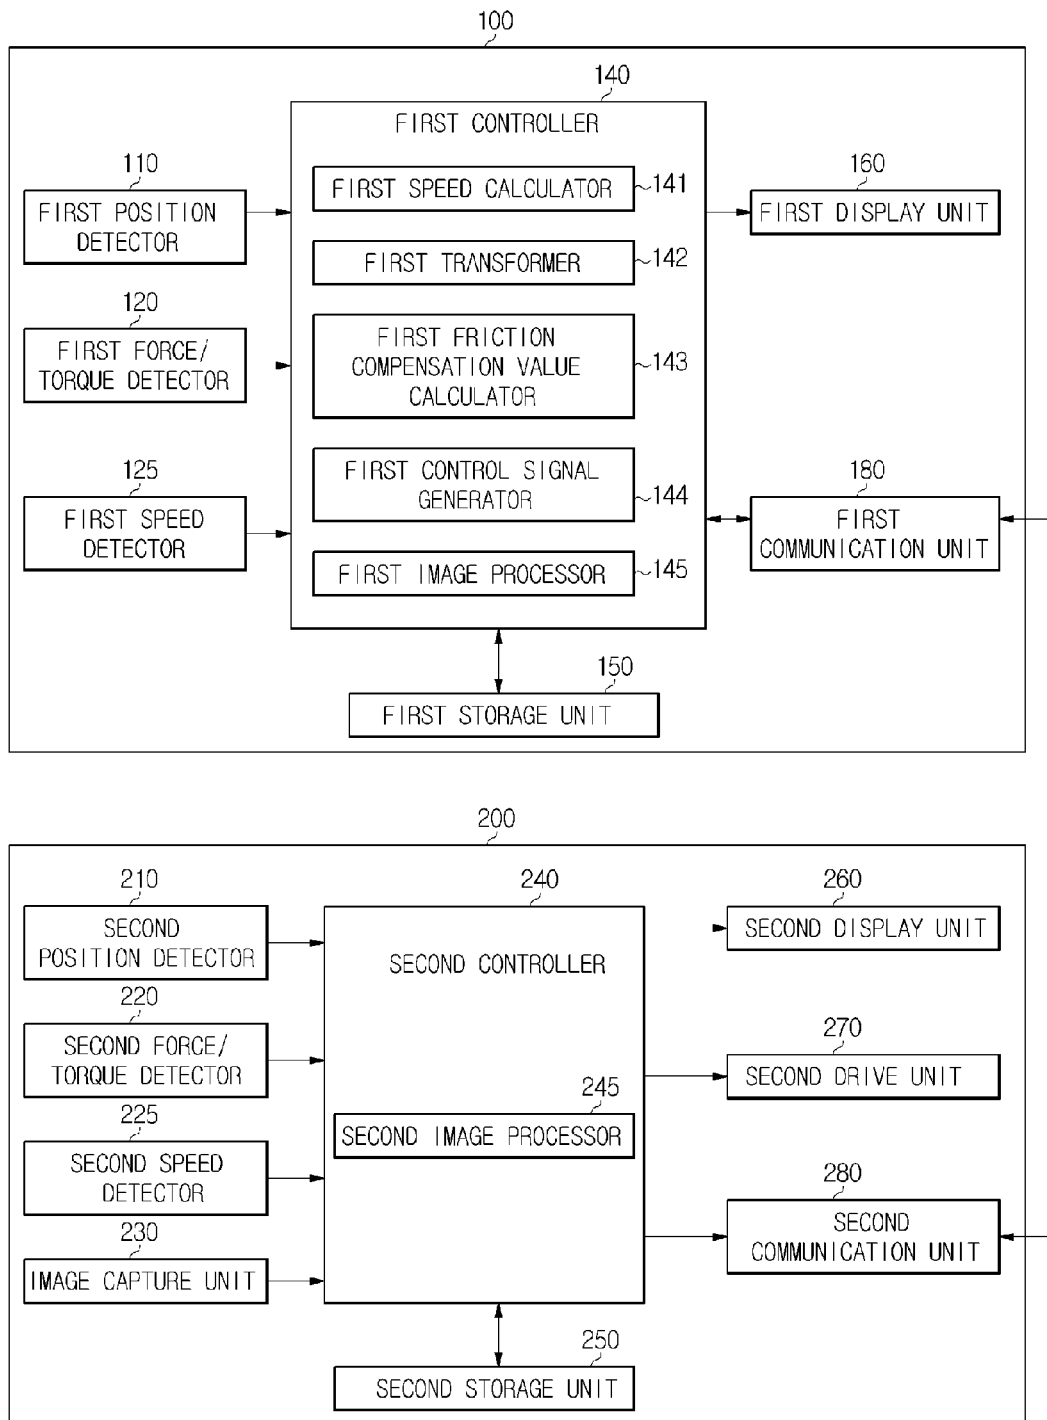 100
140
FIRST CONTROLLER
110
FIRST POSITION
DETECTOR
FIRST SPEED CALCULATOR
141
160
FIRST DISPLAY UNIT
FIRST TRANSFORMER
142
120
FIRST FORCE/
TORQUE DETECTOR
FIRST FRICTION
COMPENSATION VALUE
CALCULATOR
143
125
FIRST SPEED
DETECTOR
FIRST CONTROL SIGNAL
GENERATOR
144
180
FIRST
COMMUNICATION UNIT
FIRST IMAGE PROCESSOR
145
150
FIRST STORAGE UNIT
200
210
SECOND
POSITION DETECTOR
240
SECOND CONTROLLER
260
SECOND DISPLAY UNIT
220
SECOND FORCE/
TORQUE DETECTOR
270
SECOND DRIVE UNIT
245
SECOND IMAGE PROCESSOR
225
SECOND SPEED
DETECTOR
280
SECOND
COMMUNICATION UNIT
230
IMAGE CAPTURE UNIT
250
SECOND STORAGE UNIT